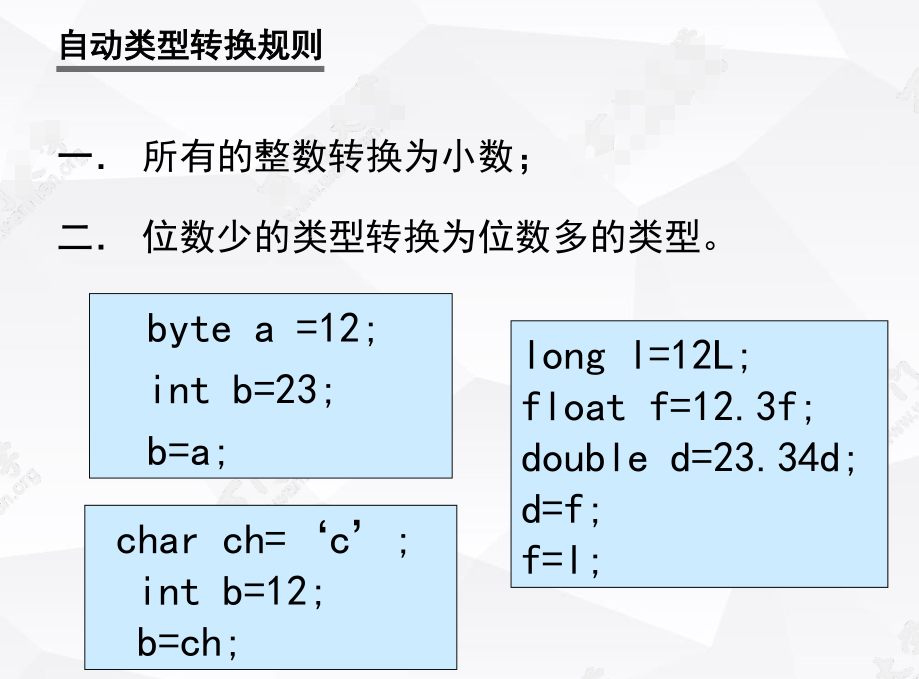 自动类型转换规则
一． 所有的整数转换为小数；
二． 位数少的类型转换为位数多的类型。
byte a =12;
int b=23;
b=a;
long l=12L;
float f=12.3f;
double d=23.34d;
d=f;
f=l;
char ch=‘c’;
int b=12;
b=ch;